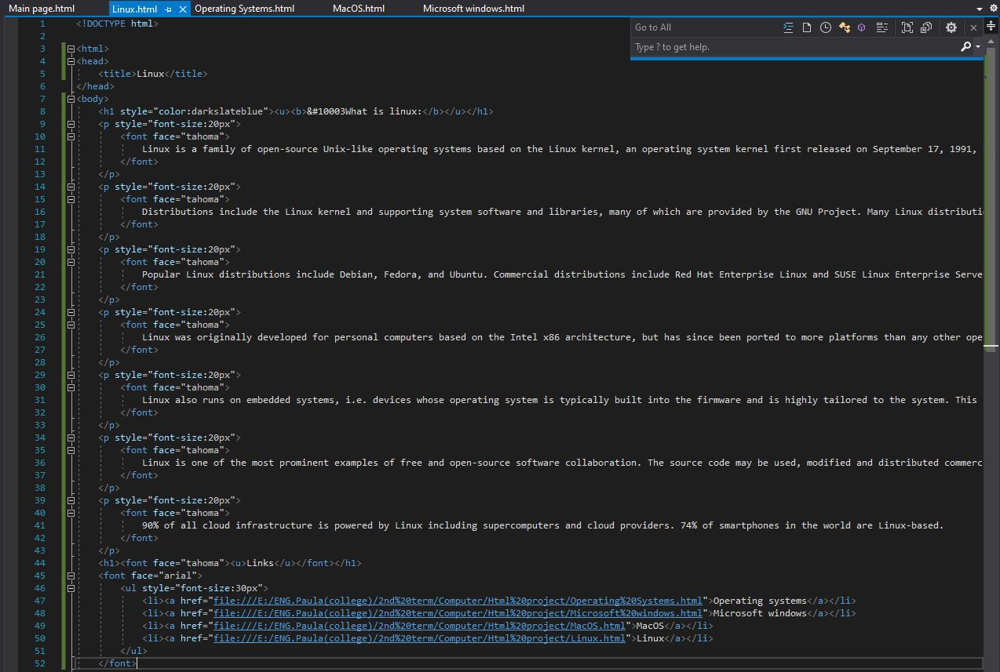 Main page.html Linux.html Operating Systems.html MacOS.html Microsoft windows.html
Go to All
Type ? to get help.
1 <!DOCTYPE html>
2
3 <html>
4 <head>
5 <title>Linux</title>
6 </head>
7 <body>
8 <h1 style="color:darkslateblue"><u><b>&#10003What is linux:</b></u></h1>
9 <p style="font-size:20px">
10 <font face="tahoma">
11 Linux is a family of open-source Unix-like operating systems based on the Linux kernel, an operating system kernel first released on September 17, 1991,
12 </font>
13 </p>
14 <p style="font-size:20px">
15 <font face="tahoma">
16 Distributions include the Linux kernel and supporting system software and libraries, many of which are provided by the GNU Project. Many Linux distributi
17 </font>
18 </p>
19 <p style="font-size:20px">
20 <font face="tahoma">
21 Popular Linux distributions include Debian, Fedora, and Ubuntu. Commercial distributions include Red Hat Enterprise Linux and SUSE Linux Enterprise Serve
22 </font>
23 </p>
24 <p style="font-size:20px">
25 <font face="tahoma">
26 Linux was originally developed for personal computers based on the Intel x86 architecture, but has since been ported to more platforms than any other ope
27 </font>
28 </p>
29 <p style="font-size:20px">
30 <font face="tahoma">
31 Linux also runs on embedded systems, i.e. devices whose operating system is typically built into the firmware and is highly tailored to the system. This
32 </font>
33 </p>
34 <p style="font-size:20px">
35 <font face="tahoma">
36 Linux is one of the most prominent examples of free and open-source software collaboration. The source code may be used, modified and distributed commerc
37 </font>
38 </p>
39 <p style="font-size:20px">
40 <font face="tahoma">
41 90% of all cloud infrastructure is powered by Linux including supercomputers and cloud providers. 74% of smartphones in the world are Linux-based.
42 </font>
43 </p>
44 <h1><font face="tahoma"><u>Links</u></font></h1>
45 <font face="arial">
46 <ul style="font-size:30px">
47 <li><a href="file:///E:/ENG.Paula(college)/2nd%20term/Computer/Html%20project/Operating%20Systems.html">Operating systems</a></li>
48 <li><a href="file:///E:/ENG.Paula(college)/2nd%20term/Computer/Html%20project/Microsoft%20windows.html">Microsoft windows</a></li>
49 <li><a href="file:///E:/ENG.Paula(college)/2nd%20term/Computer/Html%20project/MacOS.html">MacOS</a></li>
50 <li><a href="file:///E:/ENG.Paula(college)/2nd%20term/Computer/Html%20project/Linux.html">Linux</a></li>
51 </ul>
52 </font>